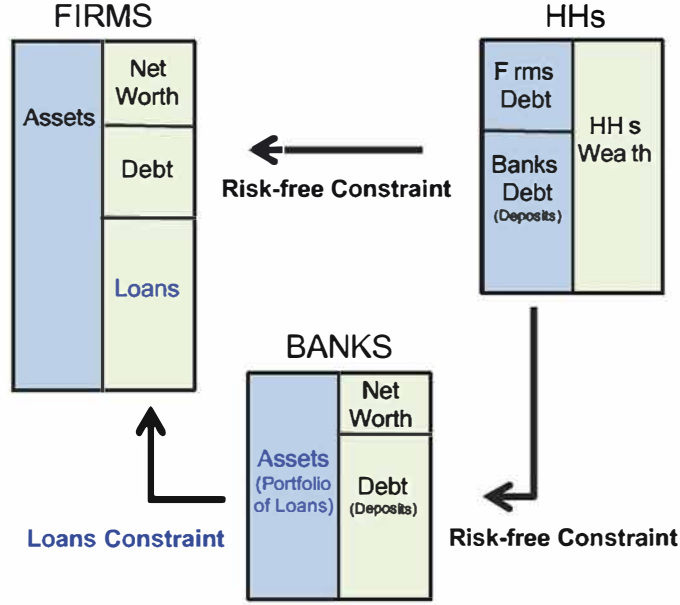 FIRMS
HHs
Net
Worth
Assets
Debt
Loans
F rms
Debt
HH s
Wea th
Banks
Debt
(Deposits)
Risk-free Constraint
BANKS
Net
Worth
Assets
(Portfolio
of Loans)
Debt
(Deposits)
Loans Constraint
Risk-free Constraint